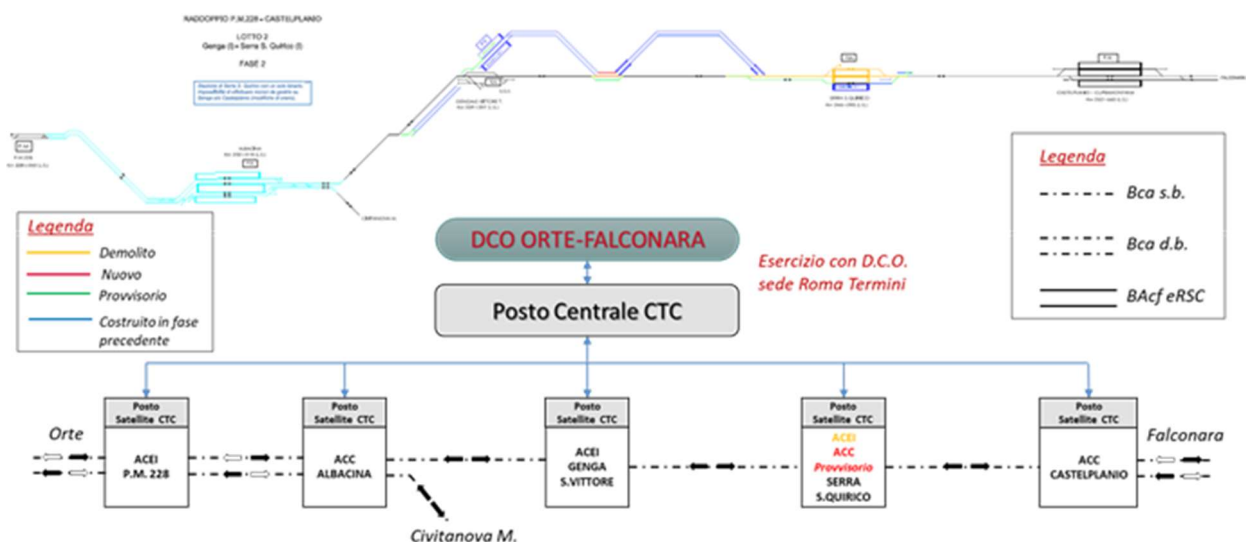 RADDOPPIO P.M.228 - CASTELPLANIO
LOTTO 2
Genga (I) - Serra S. Quirico (I)
FASE 2
FALCONARA
ALBACINA
Legenda
Demolito
Nuovo
Provvisorio
Costruito in fase
precedente
DCO ORTE-FALCONARA
Posto Centrale CTC
Esercizio con D.C.O.
sede Roma Termini
Legenda
Bca s.b.
Bca d.b.
BAcf eRSC
Orte
Posto
Satellite CTC
ACEI
P.M. 228
Posto
Satellite CTC
ACC
ALBACINA
Civitanova M.
Posto
Satellite CTC
ACEI
GENGA
S.VITTORE
Posto
Satellite CTC
ACEI
ACC
Provvisorio
SERRA
S.QUIRICO
Posto
Satellite CTC
ACC
CASTELPLANIO
Falconara